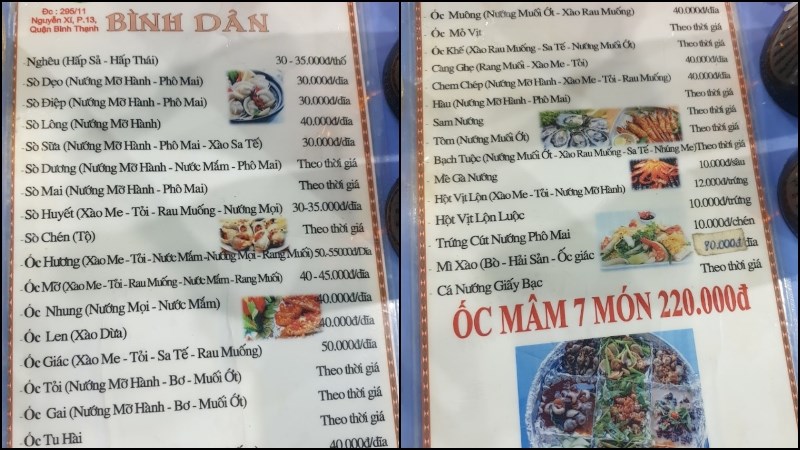 Đc : 295/11
Nguyễn Xí, P.13,
Quận Bình Thạnh
BÌNH DÂN
Nghêu (Hấp Sả - Hấp Thái) 30 - 35.000đ/thố
Sò Dẹo (Nướng Mỡ Hành - Phô Mai) 30.000đ/dĩa
Sò Điệp (Nướng Mỡ Hành - Phô Mai) 30.000đ/dĩa
Sò Lông (Nướng Mỡ Hành) 40.000đ/dĩa
Sò Sữa (Nướng Mỡ Hành - Phô Mai - Xào Sa Tế) 30.000đ/dĩa
Sò Dương (Nướng Mỡ Hành - Nước Mắm - Phô Mai) Theo thời giá
Sò Mai (Nướng Mỡ Hành - Phô Mai) Theo thời giá
Sò Huyết (Xào Me - Tỏi - Rau Muống - Nướng Mọi) 30-35.000đ/dĩa
Sò Chén (Tộ) Theo thời giá
Ốc Hương (Xào Me - Tỏi - Nước Mắm -Nướng Mọi - Rang Muối) 50,-55000đ/Dĩa
Ốc Mỡ (Xào Me - Tỏi - Rau Muống - Nước Mắm - Rang Muối) 40 - 45.000đ/dĩa
Ốc Nhung (Nướng Mọi - Nước Mắm) 40.000đ/dĩa
Ốc Len (Xào Dừa) 40.000đ/dĩa
Ốc Giác (Xào Me - Tỏi - Sa Tế - Rau Muống) 50.000đ/dĩa
Ốc Tỏi (Nướng Mỡ Hành - Bơ - Muối Ớt) Theo thời giá
Ốc Gai (Nướng Mỡ Hành - Bơ - Muối Ớt) Theo thời giá
Ốc Tu Hài Theo thời giá
40.000đ/dĩa
Ốc Muông (Nướng Muối Ớt - Xào Rau Muống) 40.000đ/dĩa
Ốc Mỏ Vịt Theo thời giá
Ốc Khế (Xào Rau Muống - Sa Tế - Nướng Muối Ớt) Theo thời giá
Càng Ghẹ (Rang Muối - Xào Me - Tỏi) 40.000đ/dĩa
Chem Chép (Nướng Mỡ Hành - Xào Me - Tỏi - Rau Muống) 40.000đ/dĩa
Hàu (Nướng Mỡ Hành - Phô Mai) Theo thời giá
Sam Nướng Theo thời giá
Tôm (Nướng Muối Ớt) Theo thời giá
Bạch Tuộc (Nướng Muối Ớt - Xào Rau Muống - Sa Tế - Nhúng Me) Theo thời giá
Mề Gà Nướng 10.000đ/sâu
Hột Vịt Lộn (Xào Me - Tỏi - Nướng Mỡ Hành) 12.000đ/trứng
Hột Vịt Lộn Luộc 10.000đ/trứng
Trứng Cút Nướng Phô Mai 10.000đ/chén
Mì Xào (Bò - Hải Sản - Ốc giác 80.000đ/dĩa
Cá Nướng Giấy Bạc Theo thời giá
ỐC MÂM 7 MÓN 220.000đ